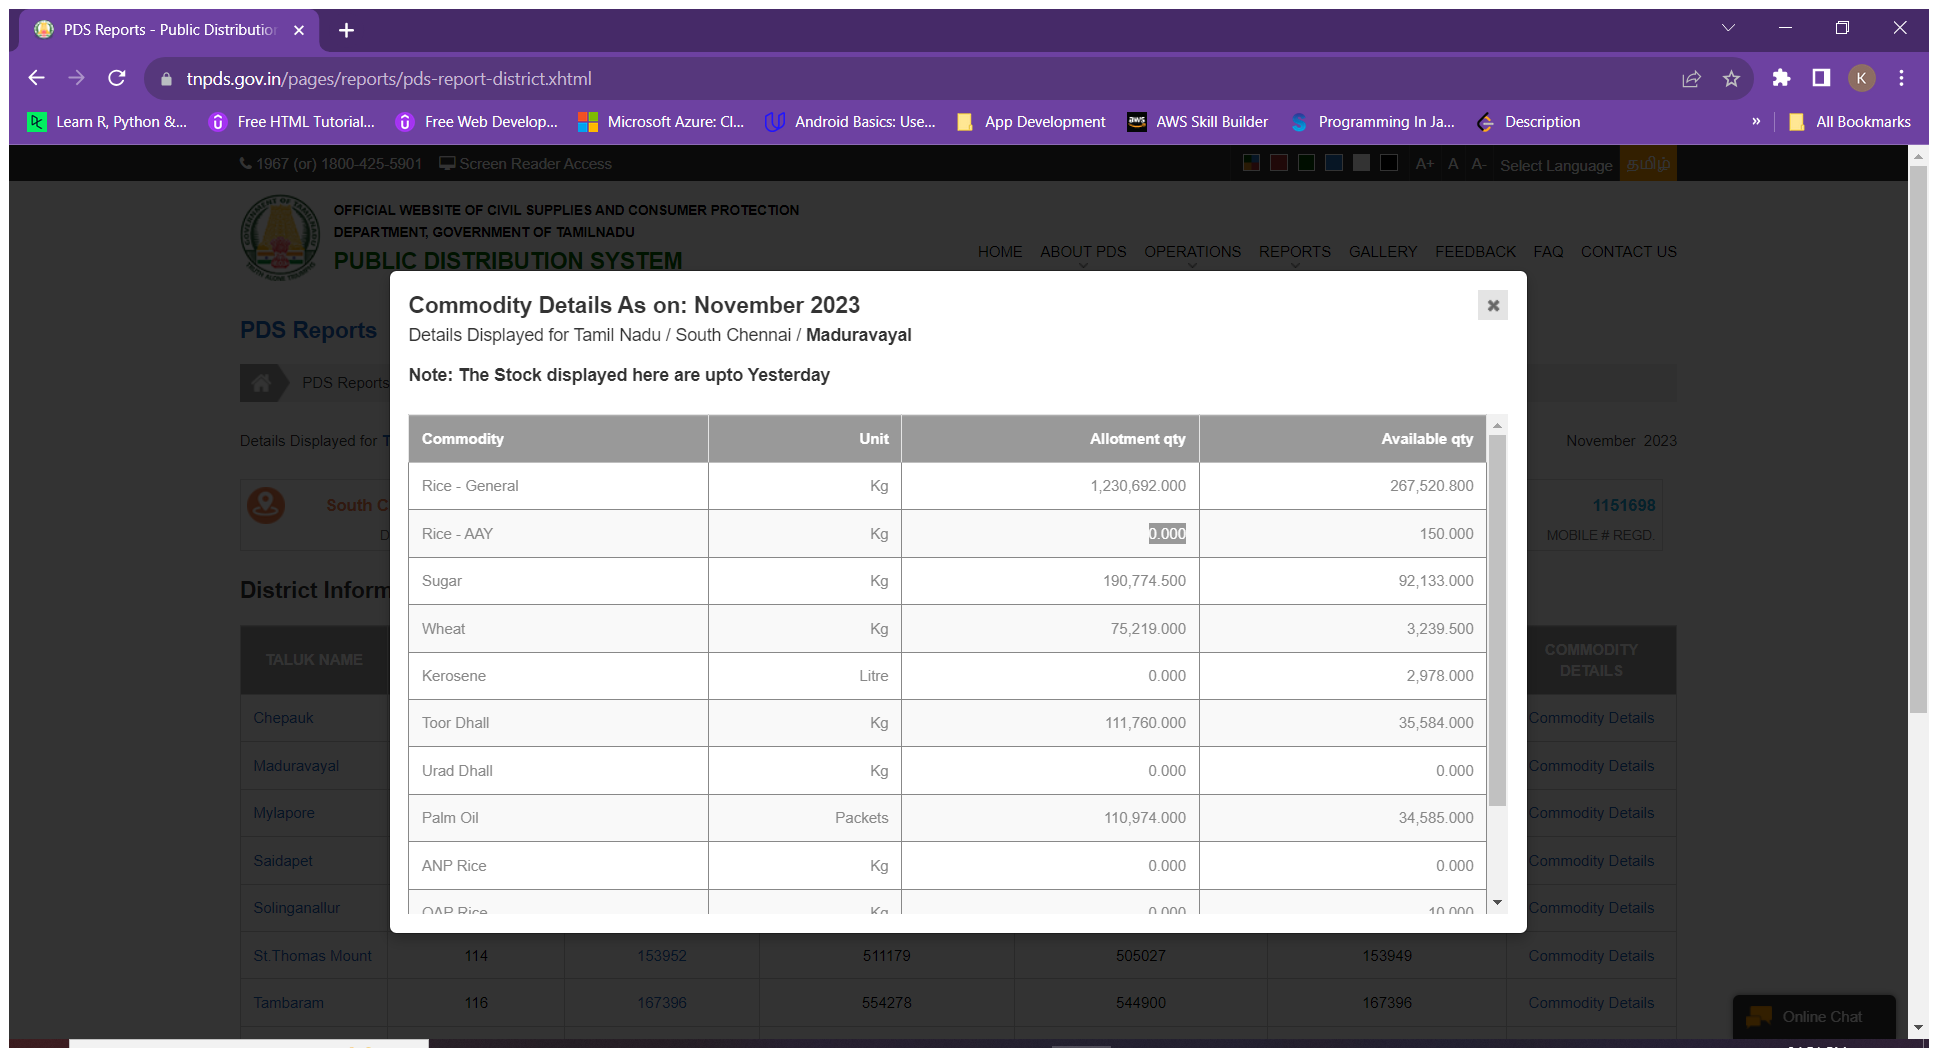 PDS Reports - Public Distribution
tnpds.gov.in/pages/reports/pds-report-district.xhtml
K
Learn R, Python &... Free HTML Tutorial... Free Web Develop... Microsoft Azure: Cl... Android Basics: Use... App Development aws AWS Skill Builder Programming In Ja... Description » All Bookmarks
1967 (or) 1800-425-5901 Screen Reader Access A+ A A- Select Language தமிழ்
OFFICIAL WEBSITE OF CIVIL SUPPLIES AND CONSUMER PROTECTION
DEPARTMENT, GOVERNMENT OF TAMILNADU
PUBLIC DISTRIBUTION SYSTEM
HOME ABOUT PDS OPERATIONS REPORTS GALLERY FEEDBACK FAQ CONTACT US
PDS Reports
PDS Reports
Details Displayed for
November 2023
South C
1151698
MOBILE # REGD.
District Inform
TALUK NAME COMMODITY DETAILS
Chepauk Commodity Details
Maduravayal Commodity Details
Mylapore Commodity Details
Saidapet Commodity Details
Solinganallur Commodity Details
St.Thomas Mount 114 153952 511179 505027 153949 Commodity Details
Tambaram 116 167396 554278 544900 167396 Commodity Details
Commodity Details As on: November 2023
Details Displayed for Tamil Nadu / South Chennai / Maduravayal
Note: The Stock displayed here are upto Yesterday
Commodity Unit Allotment qty Available qty
Rice - General Kg 1,230,692.000 267,520.800
Rice - AAY Kg 0.000 150.000
Sugar Kg 190,774.500 92,133.000
Wheat Kg 75,219.000 3,239.500
Kerosene Litre 0.000 2,978.000
Toor Dhall Kg 111,760.000 35,584.000
Urad Dhall Kg 0.000 0.000
Palm Oil Packets 110,974.000 34,585.000
ANP Rice Kg 0.000 0.000
OAP Rice Kg 0.000 10.000
Online Chat